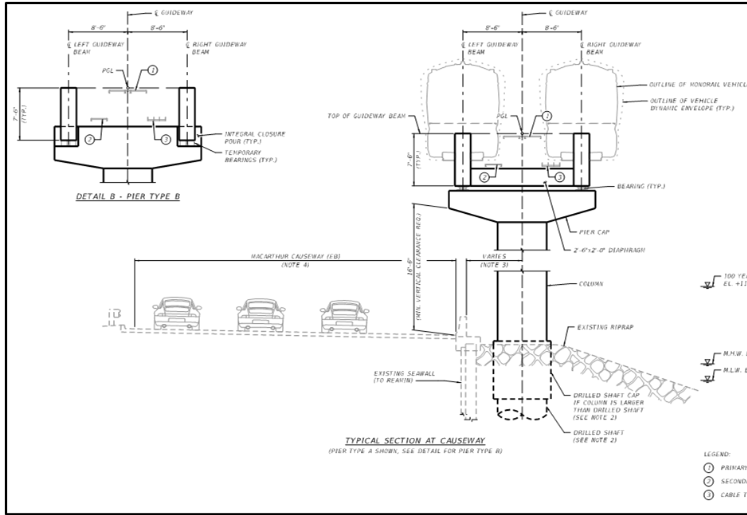 ℄ GUIDEWAY
8'-6" 8'-6"
℄ LEFT GUIDEWAY
BEAM
℄ RIGHT GUIDEWAY
BEAM
PGL
1
7'-6"
(TYP.)
2
3
INTEGRAL CLOSURE
POUR (TYP.)
TEMPORARY
BEARINGS (TYP.)
DETAIL B - PIER TYPE B
℄ GUIDEWAY
8'-6" 8'-6"
℄ LEFT GUIDEWAY
BEAM
℄ RIGHT GUIDEWAY
BEAM
OUTLINE OF MONORAIL VEHICLE
OUTLINE OF VEHICLE
DYNAMIC ENVELOPE (TYP.)
TOP OF GUIDEWAY BEAM
PGL
1
7'-6"
(TYP.)
2
3
BEARING (TYP.)
PIER CAP
2'-6"x2'-0" DIAPHRAGM
16'-6"
(MIN. VERTICAL CLEARANCE REQ.)
MACARTHUR CAUSEWAY (EB)
(NOTE 4)
VARIES
(NOTE 3)
COLUMN
100 YE
EL. +1
EXISTING RIPRAP
M.H.W.
M.L.W.
EXISTING SEAWALL
(TO REMAIN)
DRILLED SHAFT CAP
IF COLUMN IS LARGER
THAN DRILLED SHAFT
(SEE NOTE 2)
DRILLED SHAFT
(SEE NOTE 2)
TYPICAL SECTION AT CAUSEWAY
(PIER TYPE A SHOWN, SEE DETAIL FOR PIER TYPE B)
LEGEND:
1 PRIMARY
2 SECOND
3 CABLE T